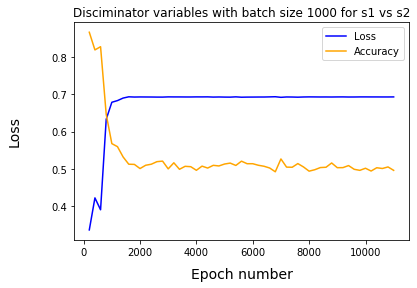 Disciminator variables with batch size 1000 for s1 vs s2
Loss
Accuracy
0.8
0.7
0.6
0.5
0.4
Loss
0
2000
4000
6000
8000
10000
Epoch number